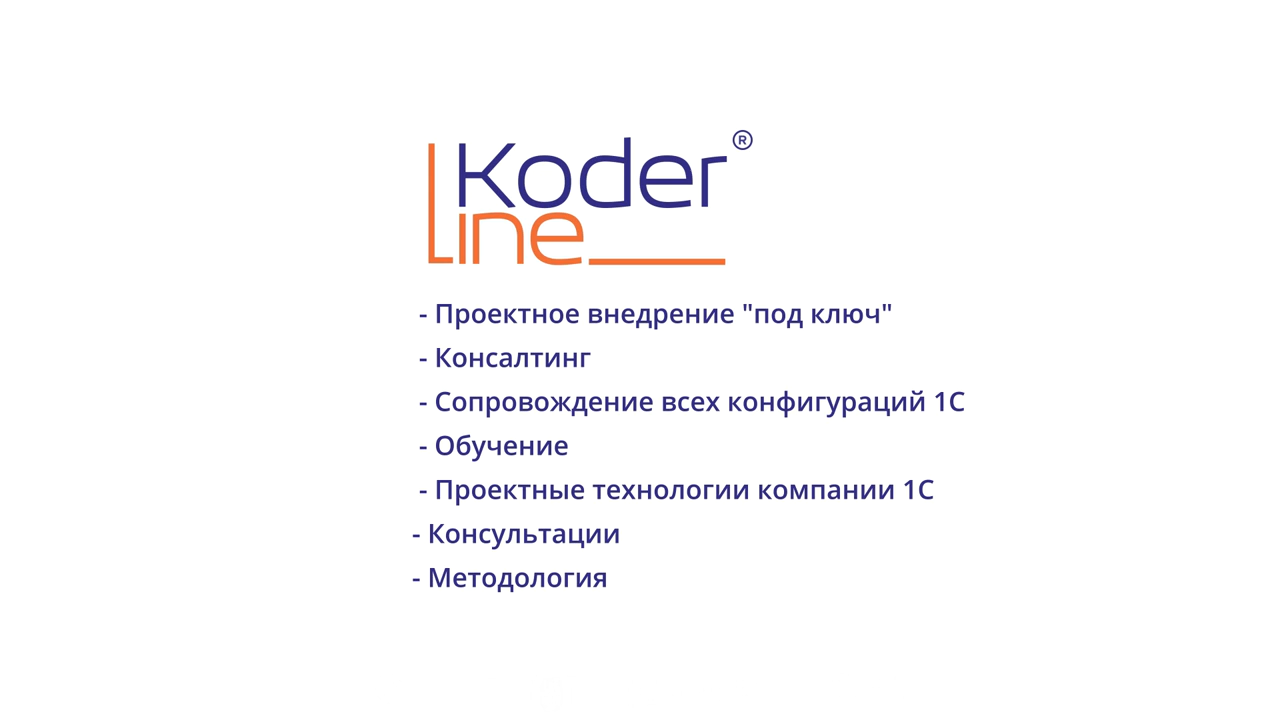 Koder®
Line
- Проектное внедрение "под ключ"
- Консалтинг
- Сопровождение всех конфигураций 1С
- Обучение
- Проектные технологии компании 1С
- Консультации
- Методология